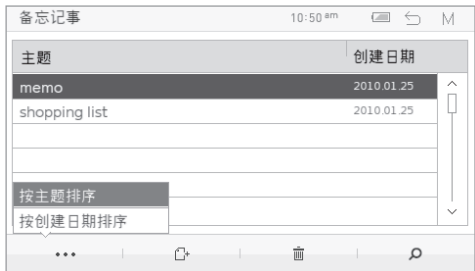 备忘记事 10:50 am M
主题 创建日期
memo 2010.01.25
shopping list 2010.01.25
按主题排序
按创建日期排序